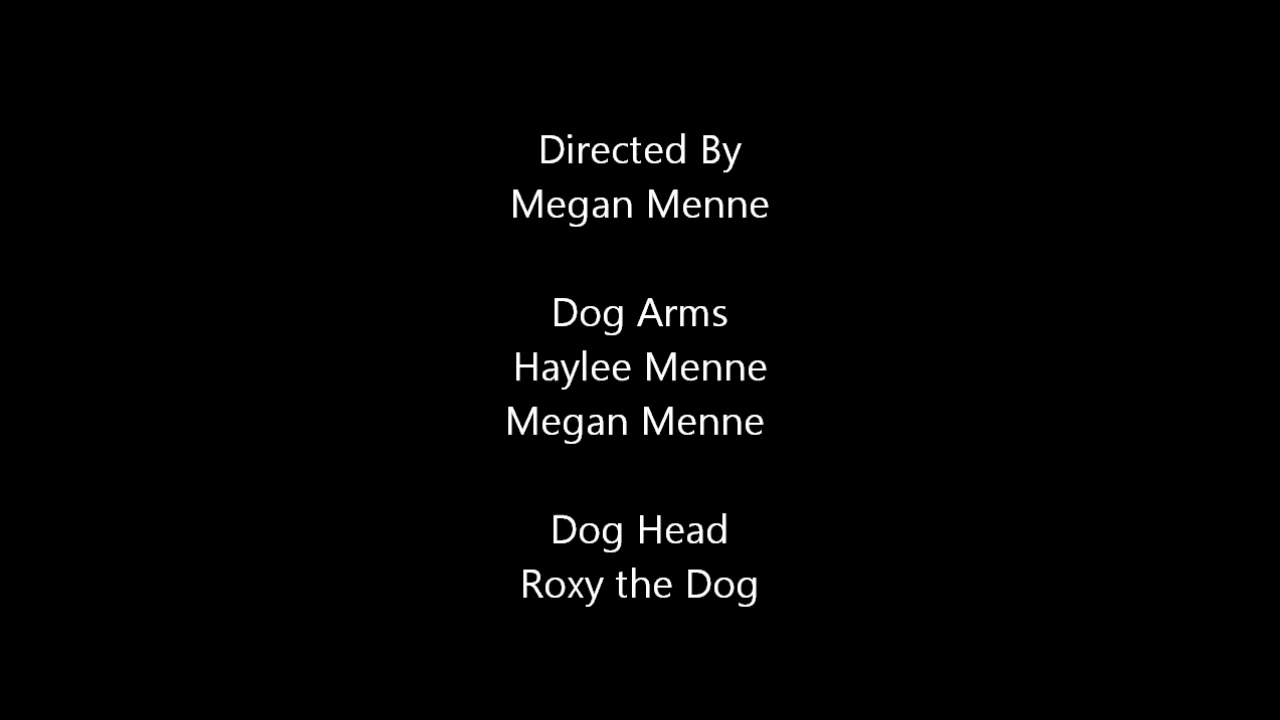 Directed By
Megan Menne
Dog Arms
Haylee Menne
Megan Menne
Dog Head
Roxy the Dog